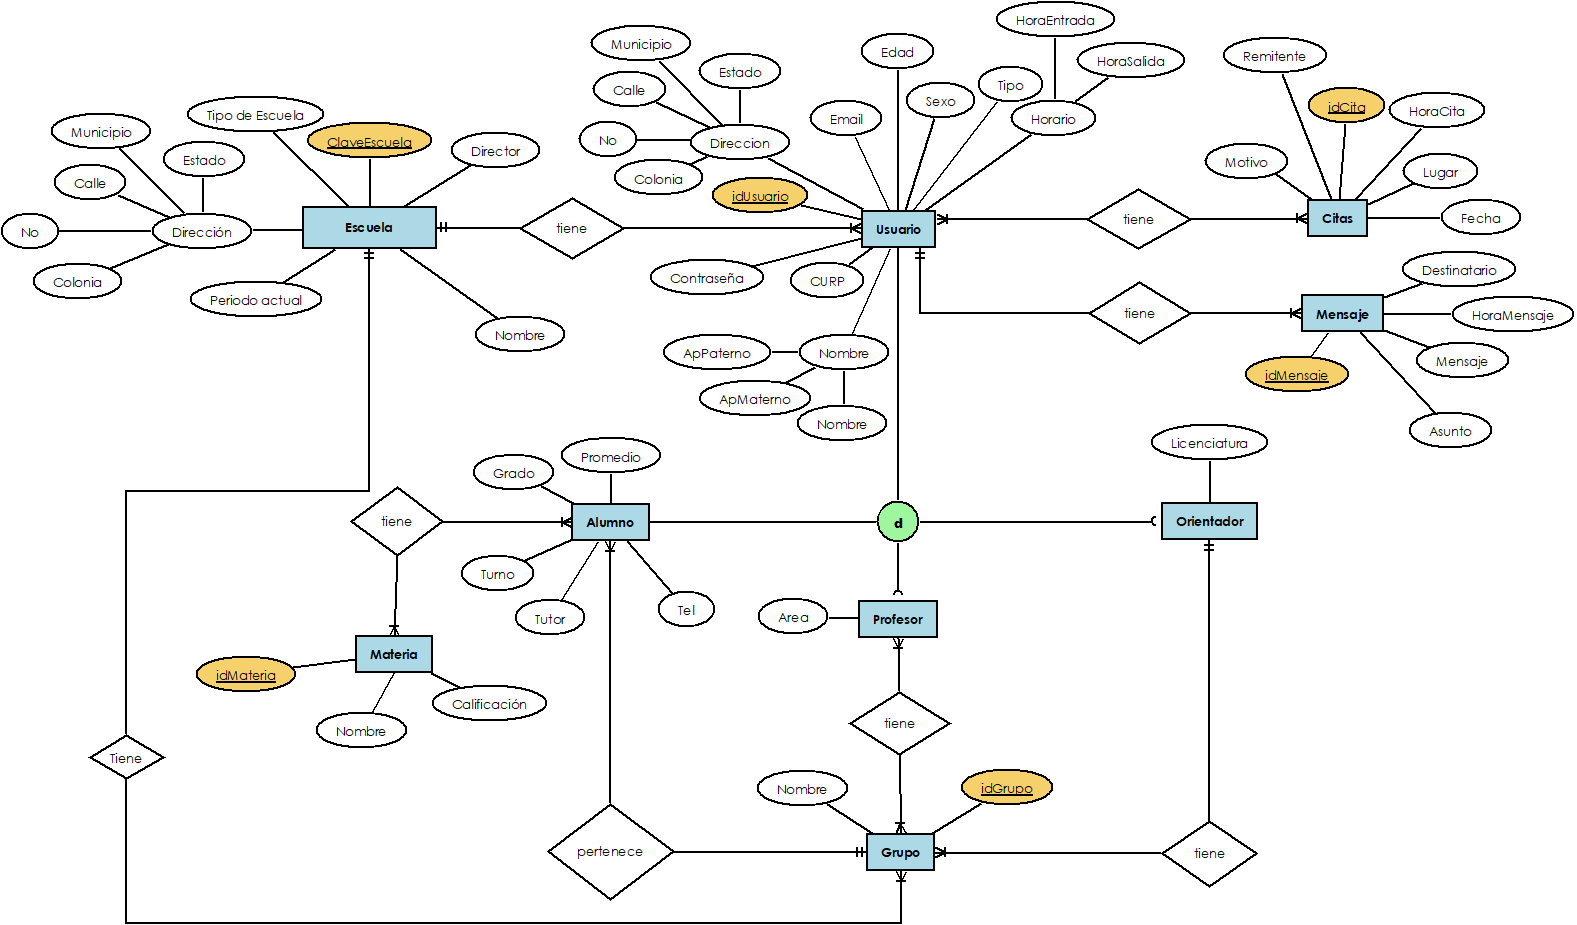 HoraEntrada
Municipio
Edad
Remitente
HoraSalida
Estado
Calle
Tipo
Sexo
idCita
HoraCita
Tipo de Escuela
Email
Horario
Municipio
ClaveEscuela
No
Direccion
Director
Estado
Motivo
Lugar
Calle
Colonia
idUsuario
Fecha
Escuela
tiene
Usuario
tiene
Citas
No
Dirección
Destinatario
Contraseña
CURP
Colonia
Periodo actual
tiene
Mensaje
HoraMensaje
Nombre
ApPaterno
Nombre
Mensaje
idMensaje
ApMaterno
Nombre
Asunto
Licenciatura
Promedio
Grado
tiene
Alumno
d
Orientador
Turno
Tutor
Tel
Area
Profesor
Materia
idMateria
Calificación
Nombre
tiene
Tiene
Nombre
idGrupo
pertenece
Grupo
tiene